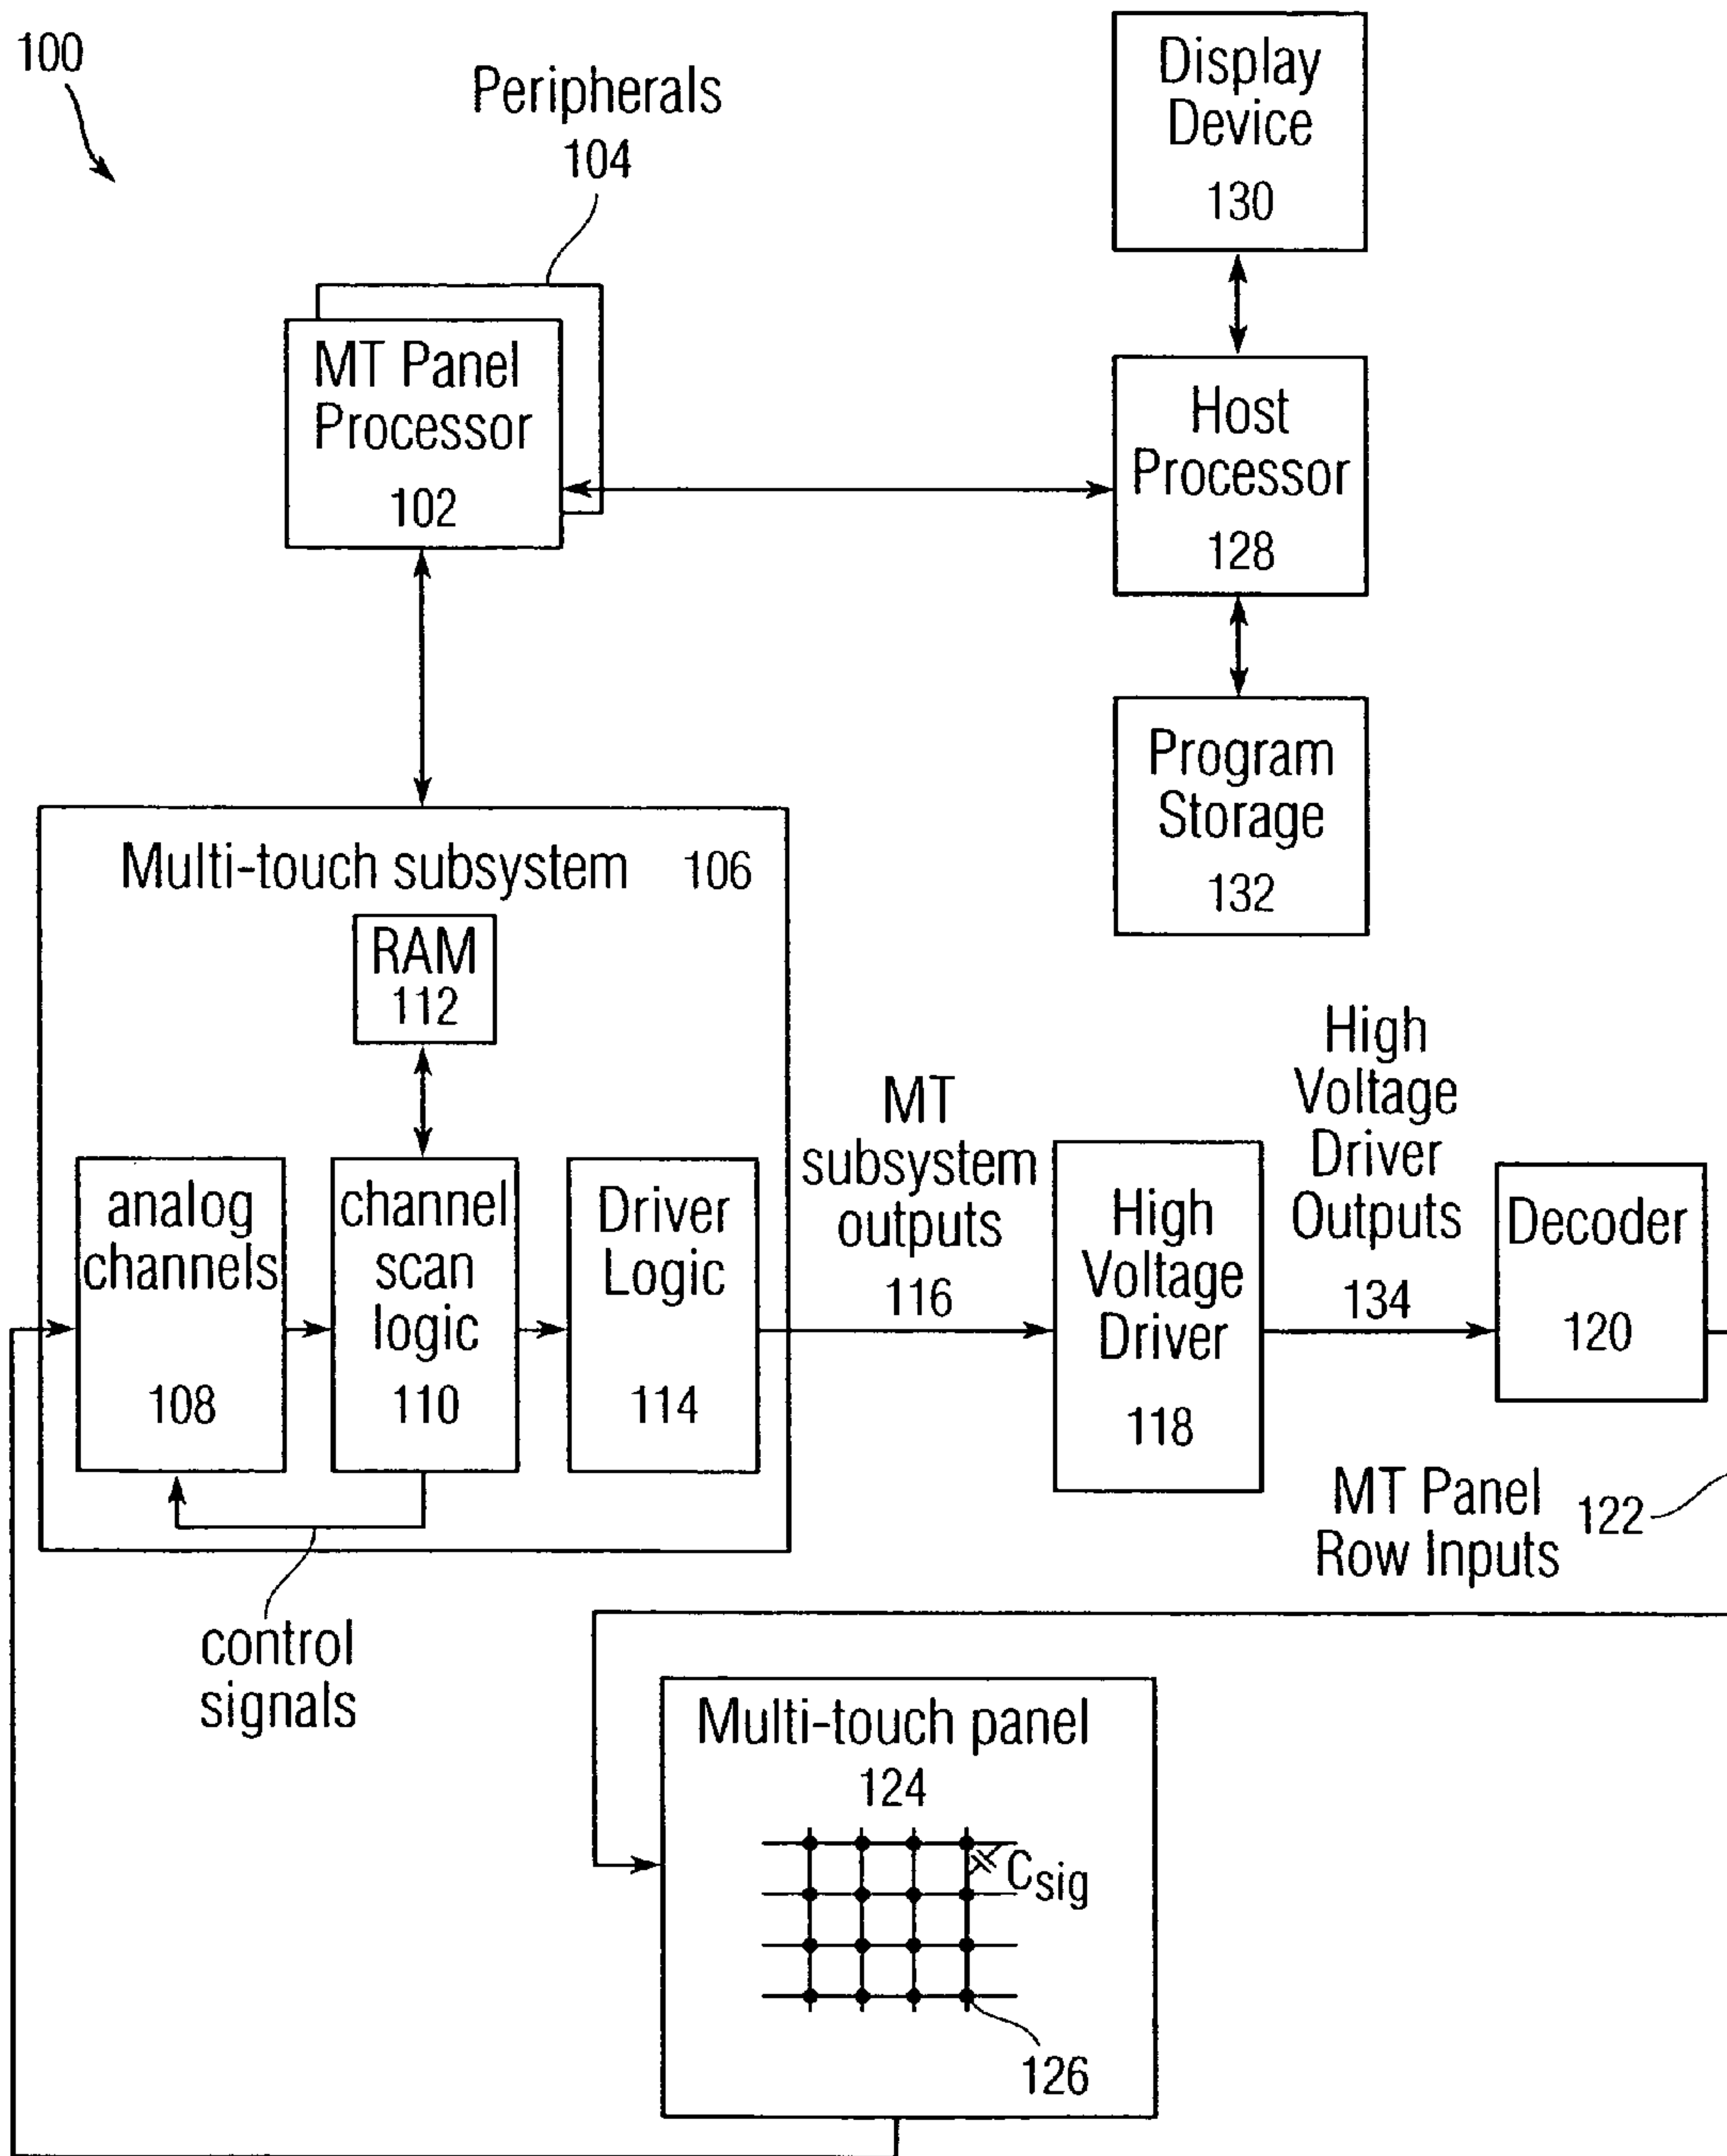 100
Peripherals
104
Display
Device
130
MT Panel
Processor
102
Host
Processor
128
Program
Storage
132
Multi-touch subsystem 106
RAM
112
analog
channels
108
channel
scan
logic
110
Driver
Logic
114
MT
subsystem
outputs
116
High
Voltage
Driver
118
High
Voltage
Driver
Outputs
134
Decoder
120
MT Panel
Row Inputs
122
control
signals
Multi-touch panel
124
Csig
126